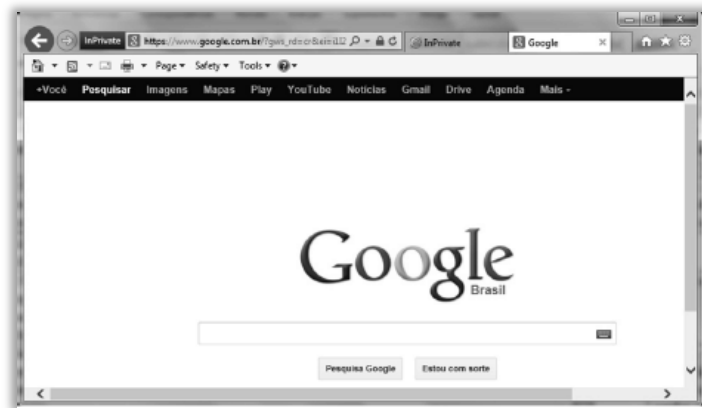 InPrivate https://www.google.com.br/? InPrivate Google
Page Safety Tools
+Você Pesquisar Imagens Mapas Play YouTube Notícias Gmail Drive Agenda Mais
Google
Brasil
Pesquisa Google Estou com sorte